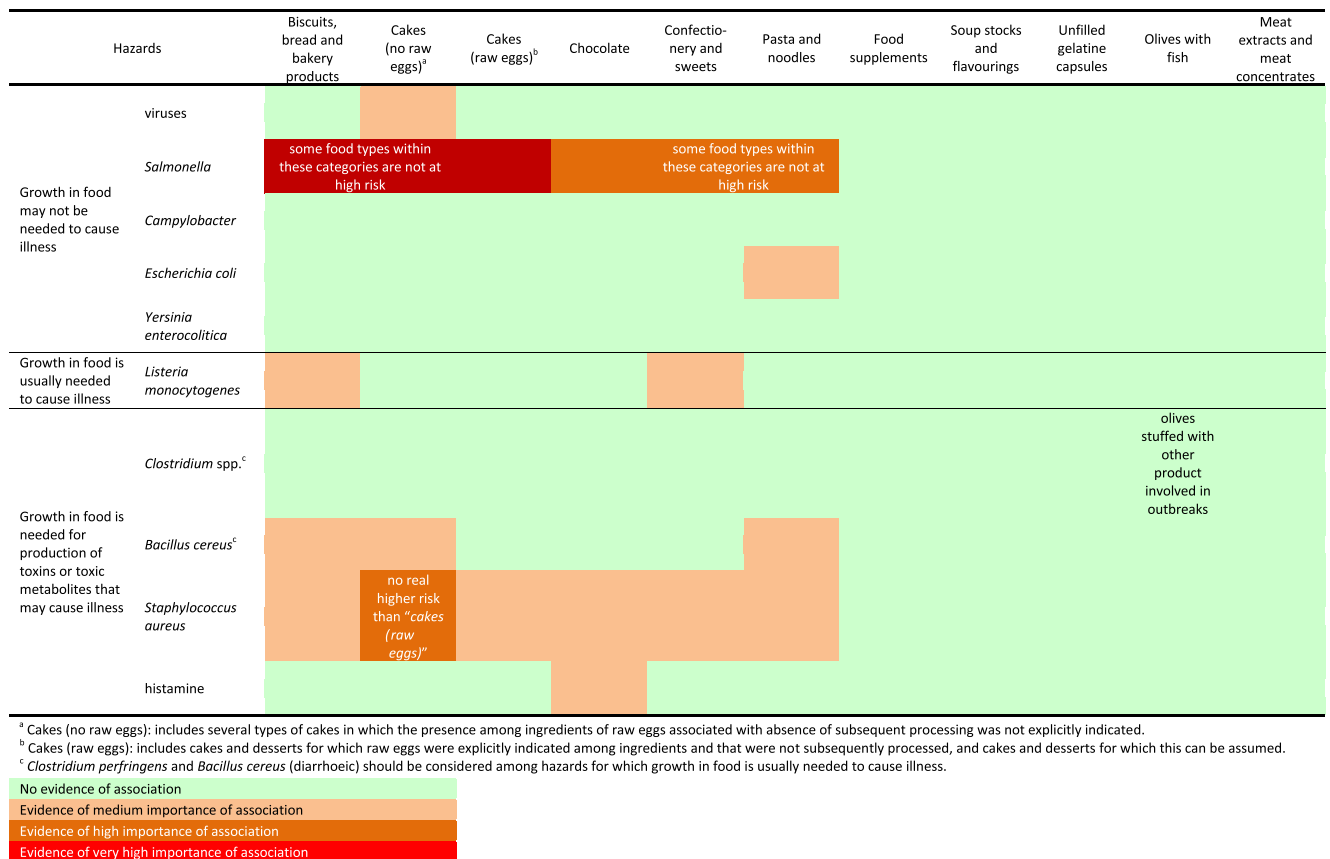 Hazards
Biscuits,
bread and
bakery
products
Cakes
(no raw
eggs)a
Cakes
(raw eggs)b
Chocolate
Confectio-
nery and
sweets
Pasta and
noodles
Food
supplements
Soup stocks
and
flavourings
Unfilled
gelatine
capsules
Olives with
fish
Meat
extracts and
meat
concentrates
Growth in food
may not be
needed to cause
illness
viruses
Salmonella
some food types within
these categories are not at
high risk
some food types within
these categories are not at
high risk
Campylobacter
Escherichia coli
Yersinia
enterocolitica
Growth in food is
usually needed
to cause illness
Listeria
monocytogenes
Growth in food is
needed for
production of
toxins or toxic
metabolites that
may cause illness
Clostridium spp.c
olives
stuffed with
other
product
involved in
outbreaks
Bacillus cereusc
Staphylococcus
aureus
no real
higher risk
than “cakes
(raw
eggs)”
histamine
a Cakes (no raw eggs): includes several types of cakes in which the presence among ingredients of raw eggs associated with absence of subsequent processing was not explicitly indicated.
b Cakes (raw eggs): includes cakes and desserts for which raw eggs were explicitly indicated among ingredients and that were not subsequently processed, and cakes and desserts for which this can be assumed.
c Clostridium perfringens and Bacillus cereus (diarrhoeic) should be considered among hazards for which growth in food is usually needed to cause illness.
No evidence of association
Evidence of medium importance of association
Evidence of high importance of association
Evidence of very high importance of association